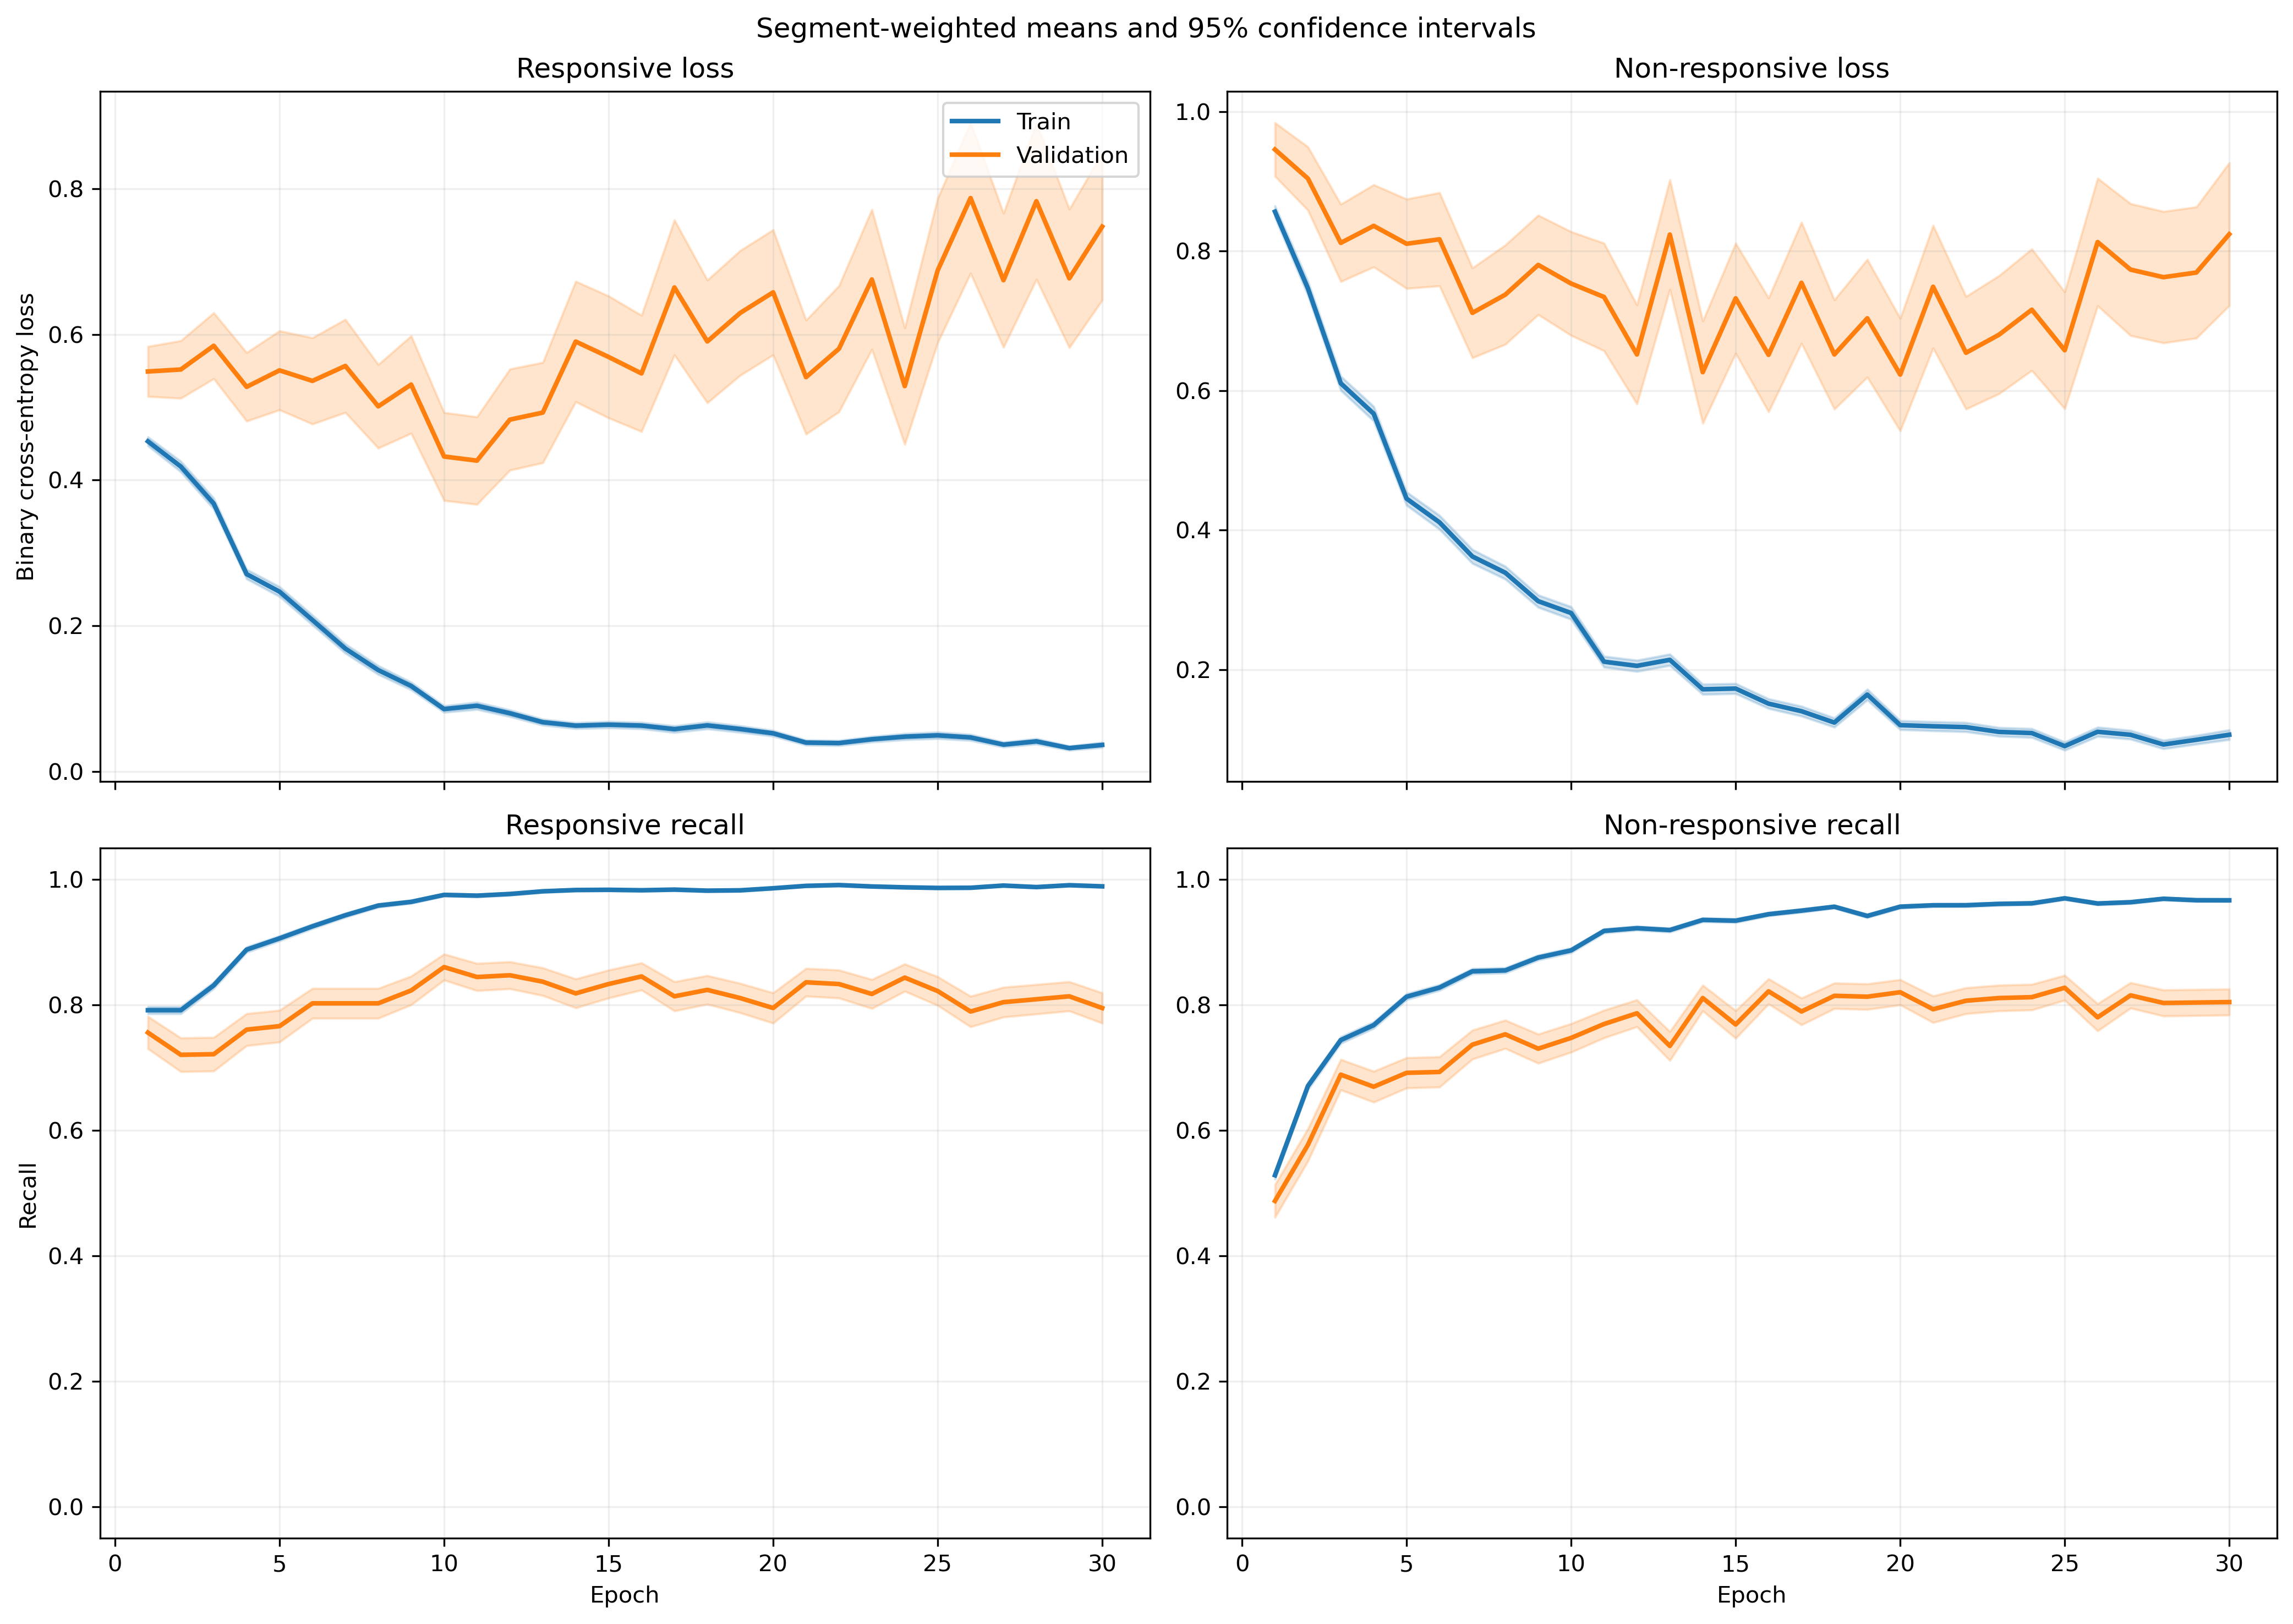 Segment-weighted means and 95% confidence intervals
Responsive loss
Binary cross-entropy loss
0.8
0.6
0.4
0.2
0.0
Train
Validation
Non-responsive loss
1.0
0.8
0.6
0.4
0.2
Responsive recall
Recall
1.0
0.8
0.6
0.4
0.2
0.0
0 5 10 15 20 25 30
Epoch
Non-responsive recall
1.0
0.8
0.6
0.4
0.2
0.0
0 5 10 15 20 25 30
Epoch